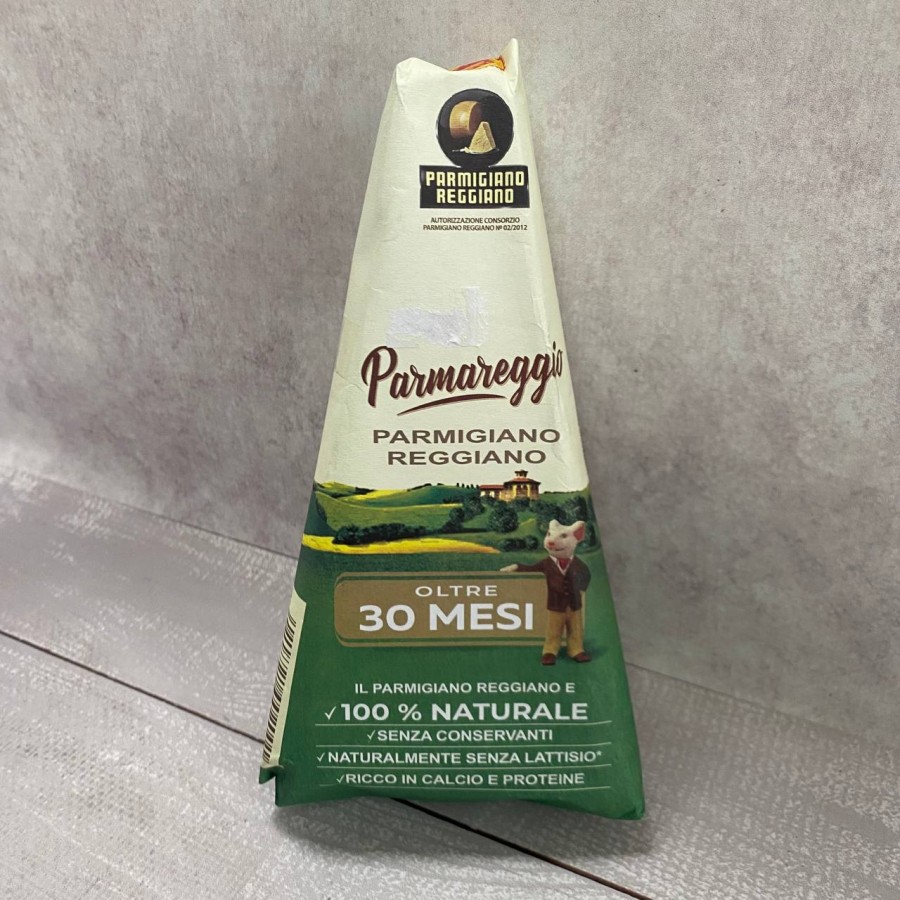 PARMIGIANO
REGGIANO
AUTORIZZAZIONE CONSORZIO
PARMIGIANO REGGIANO Nº 02/2012
Parmareggio
PARMIGIANO
REGGIANO
OLTRE
30 MESI
IL PARMIGIANO REGGIANO E
✓100 % NATURALE
✓SENZA CONSERVANTI
✓NATURALMENTE SENZA LATTISIO*
✓RICCO IN CALCIO E PROTEINE